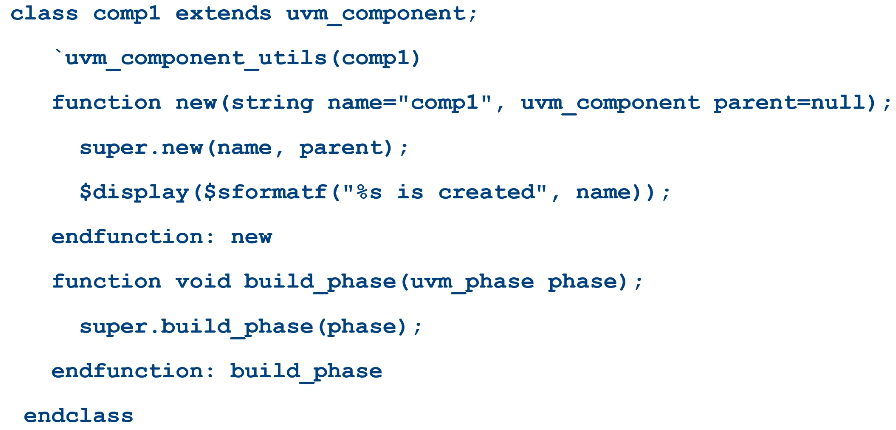 class comp1 extends uvm_component;
`uvm_component_utils(comp1)
function new(string name="comp1", uvm_component parent=null);
super.new(name, parent);
$display($sformatf("%s is created", name));
endfunction: new
function void build_phase(uvm_phase phase);
super.build_phase(phase);
endfunction: build_phase
endclass